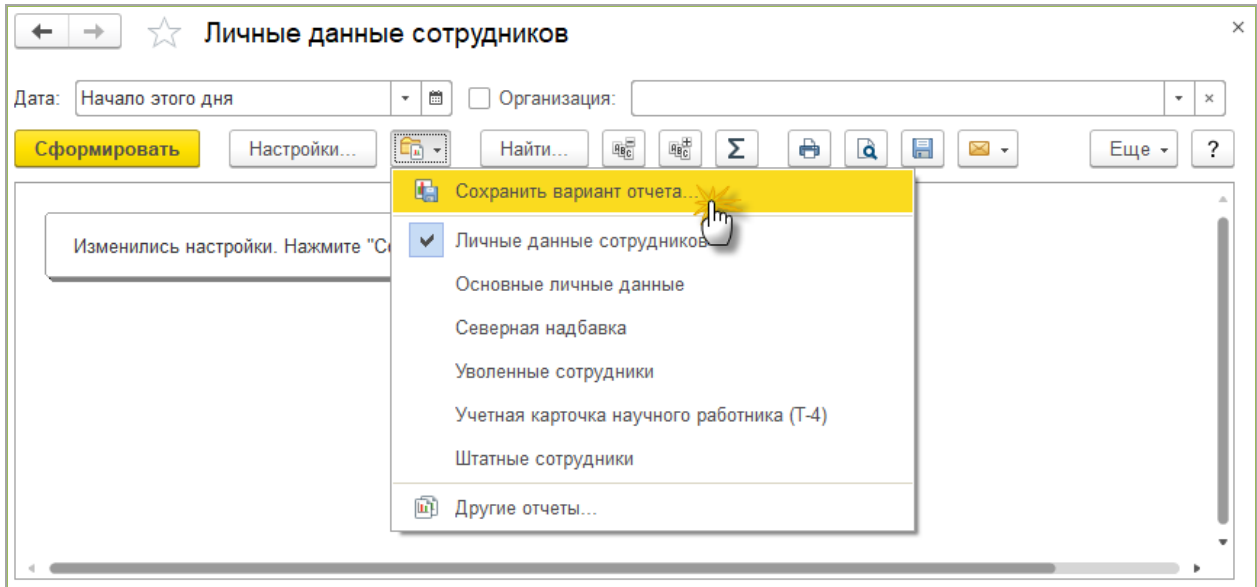 Личные данные сотрудников
Дата: Начало этого дня Организация:
Сформировать Настройки... Найти... Еще ?
Сохранить вариант отчета...
Изменились настройки. Нажмите "С
Личные данные сотрудников
Основные личные данные
Северная надбавка
Уволенные сотрудники
Учетная карточка научного работника (Т-4)
Штатные сотрудники
Другие отчеты...